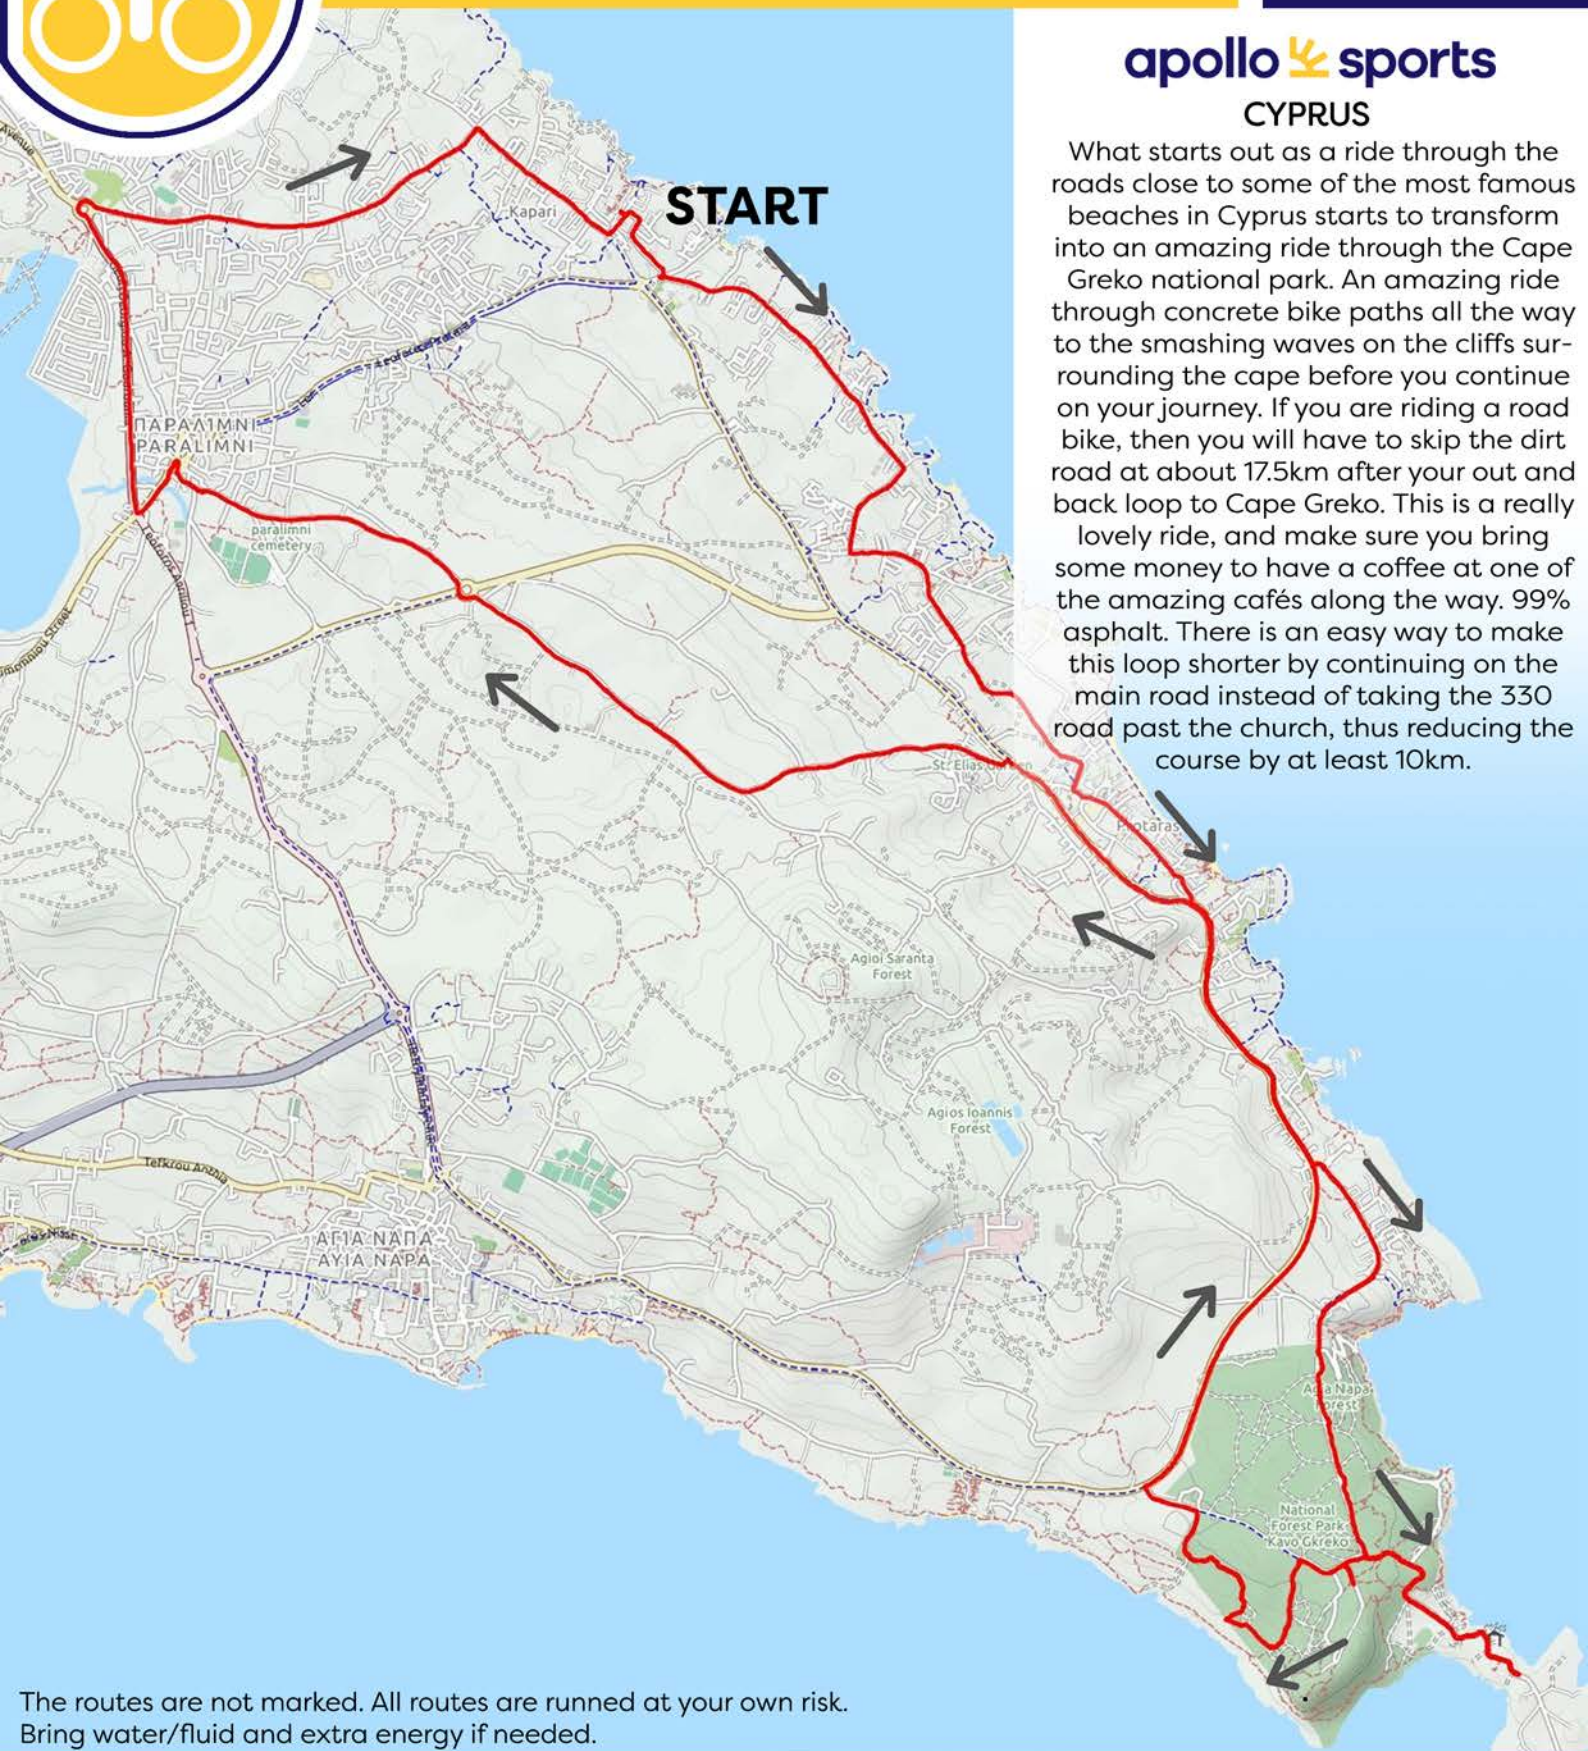 apollo sports
CYPRUS
What starts out as a ride through the
roads close to some of the most famous
beaches in Cyprus starts to transform
into an amazing ride through the Cape
Greko national park. An amazing ride
through concrete bike paths all the way
to the smashing waves on the cliffs sur-
rounding the cape before you continue
on your journey. If you are riding a road
bike, then you will have to skip the dirt
road at about 17.5km after your out and
back loop to Cape Greko. This is a really
lovely ride, and make sure you bring
some money to have a coffee at one of
the amazing cafés along the way. 99%
asphalt. There is an easy way to make
this loop shorter by continuing on the
main road instead of taking the 330
road past the church, thus reducing the
course by at least 10km.
Avenue
START
Kapari
ΠΑΡΑΛΙΜΝΙ
PARALIMNI
paralimni
cemetery
Street
St. Elias
Protaras
Agioi Saranta
Forest
Agios Ioannis
Forest
Tefkrou Anthia
ΑΓΙΑ ΝΑΠΑ
AYIA NAPA
Agia Napa
Forest
National
Forest Park
Kavo Gkreko
The routes are not marked. All routes are runned at your own risk.
Bring water/fluid and extra energy if needed.